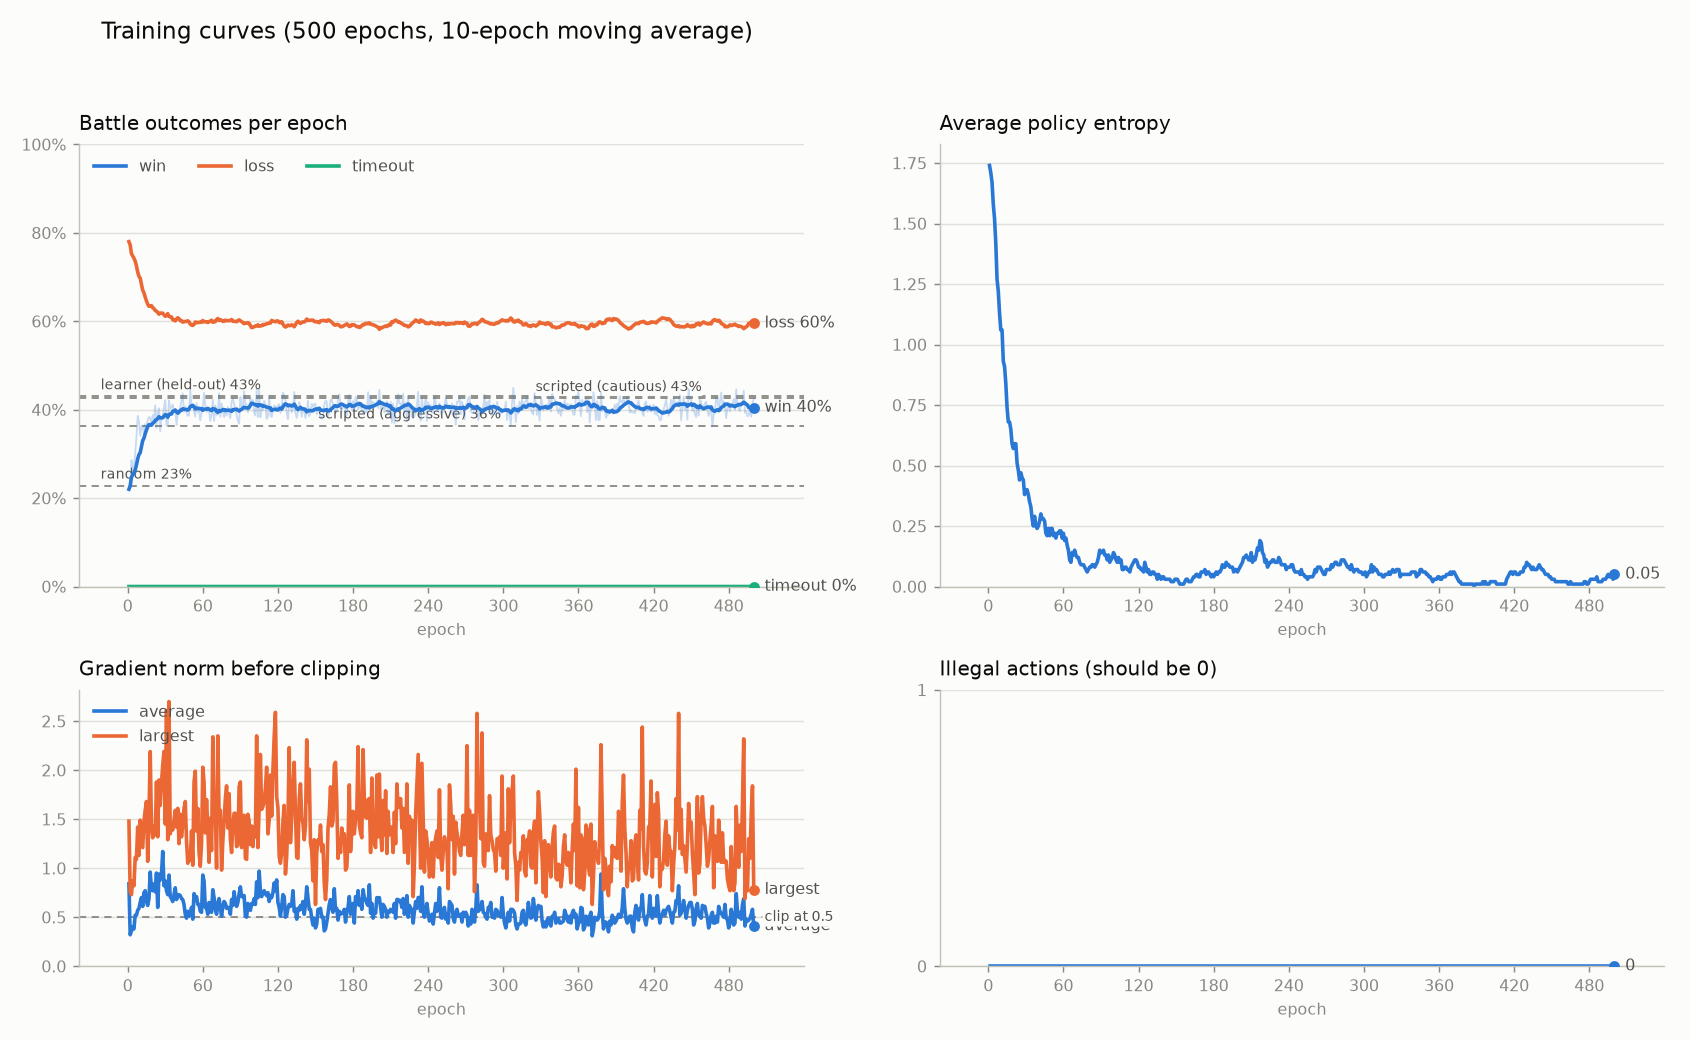 Training curves (500 epochs, 10-epoch moving average)
Battle outcomes per epoch
100%
80%
60%
40%
20%
0%
win
loss
timeout
learner (held-out) 43%
scripted (cautious) 43%
scripted (aggressive) 36%
random 23%
loss 60%
win 40%
timeout 0%
0 60 120 180 240 300 360 420 480
epoch
Average policy entropy
1.75
1.50
1.25
1.00
0.75
0.50
0.25
0.00
0.05
0 60 120 180 240 300 360 420 480
epoch
Gradient norm before clipping
2.5
2.0
1.5
1.0
0.5
0.0
average
largest
largest
clip at 0.5
average
0 60 120 180 240 300 360 420 480
epoch
Illegal actions (should be 0)
1
0
0
0 60 120 180 240 300 360 420 480
epoch